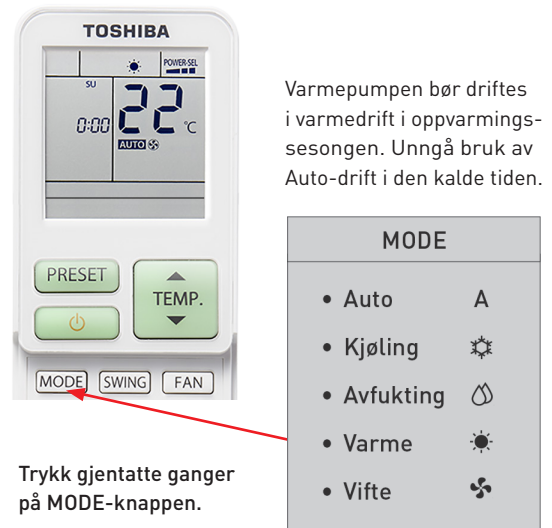 TOSHIBA
POWER-SEL
SU
0:00 22 °C
AUTO
PRESET
TEMP.
MODE SWING FAN
Varmepumpen bør driftes
i varmedrift i oppvarmings-
sesongen. Unngå bruk av
Auto-drift i den kalde tiden.
MODE
• Auto A
• Kjøling
• Avfukting
• Varme
• Vifte
Trykk gjentatte ganger
på MODE-knappen.